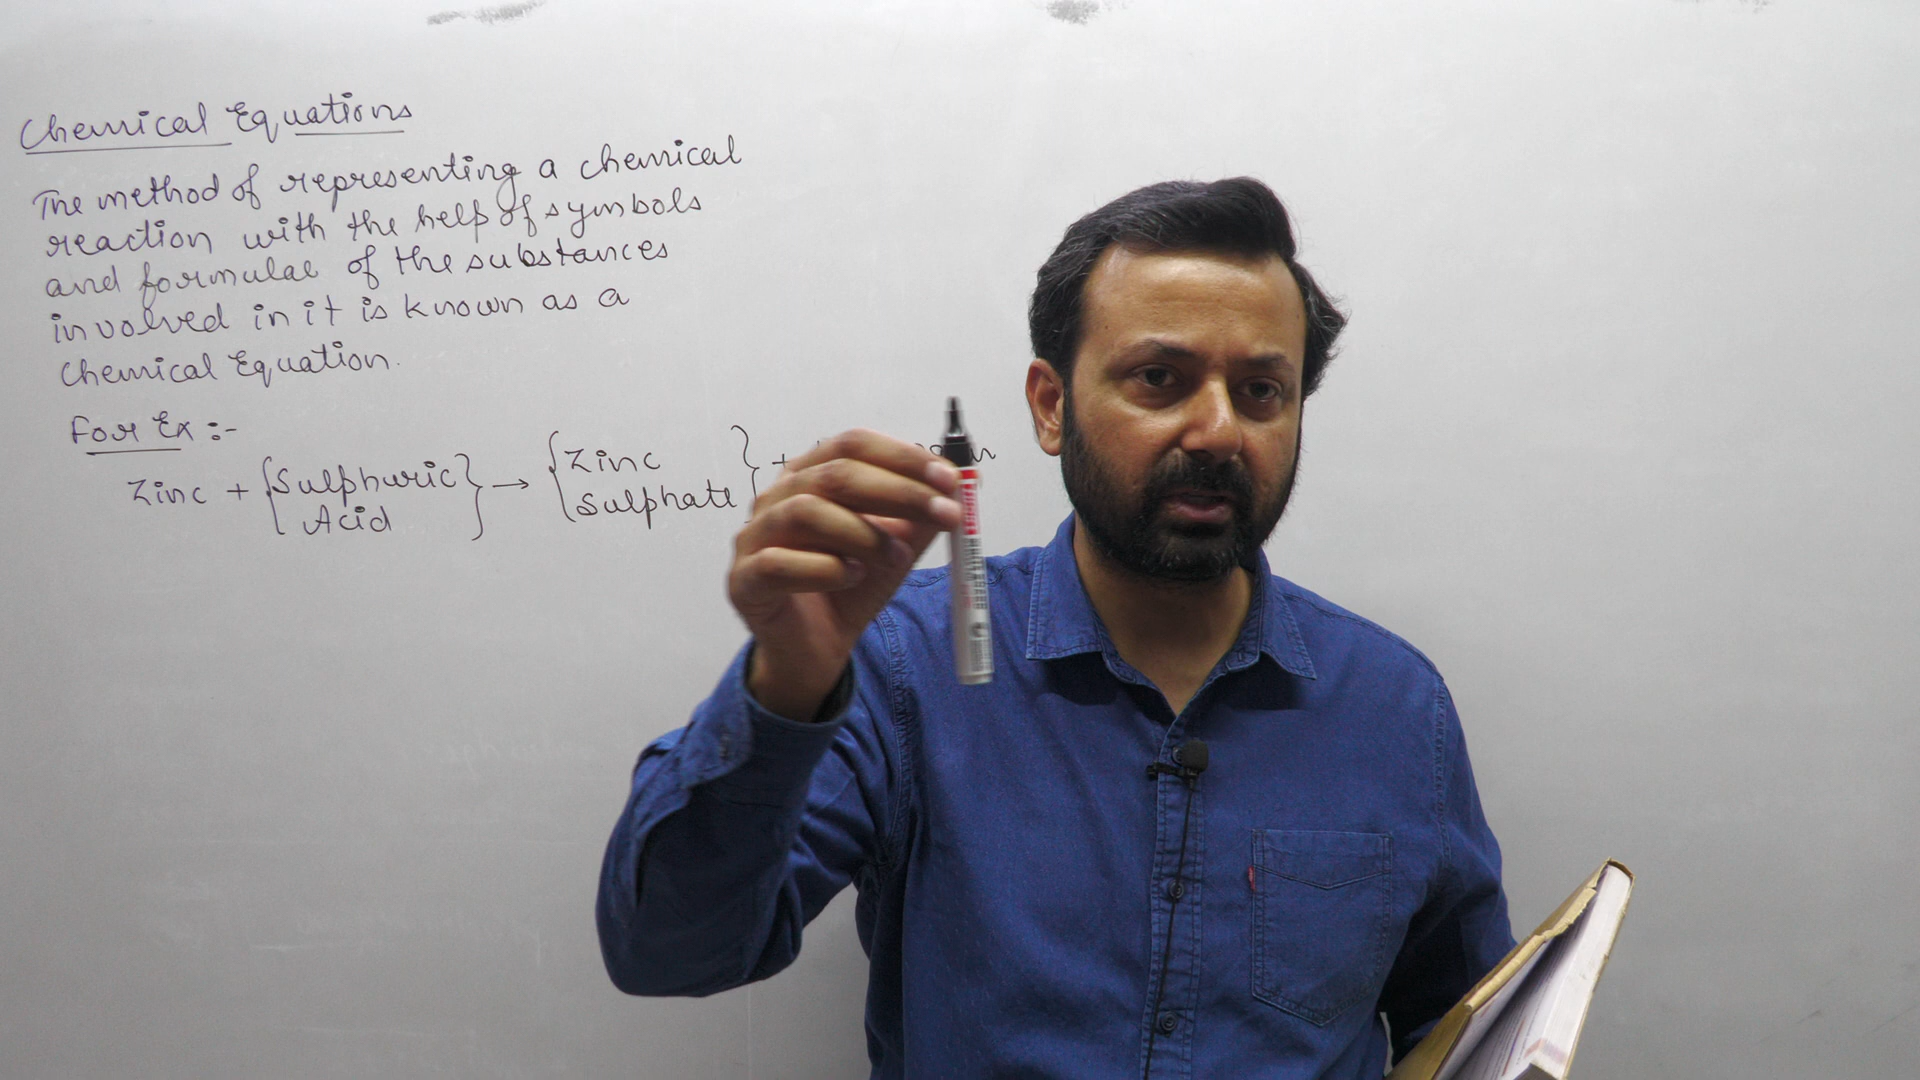 Chemical Equations
The method of representing a chemical
reaction with the help of symbols
and formulae of the substances
involved in it is known as a
Chemical Equation.
For Ex :-
Zinc + {Sulphuric Acid} → {Zinc Sulphate} +